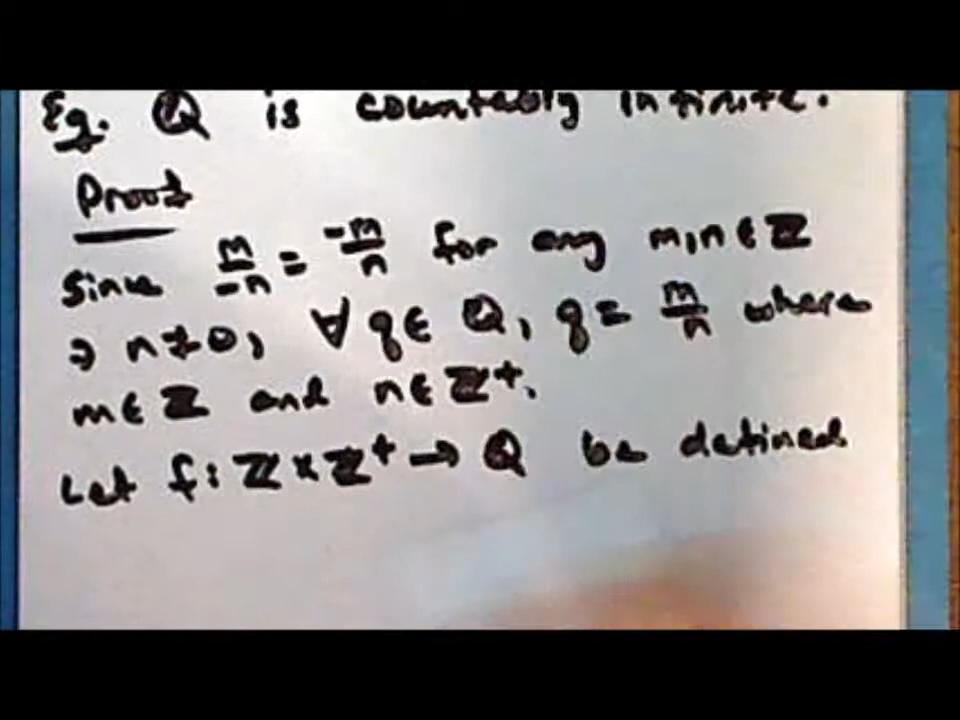 Eg. ℚ is countably infinite.
Proof
Since m/-n = -m/n for any m,n ∈ ℤ
∋ n≠0, ∀ q ∈ ℚ, q = m/n where
m ∈ ℤ and n ∈ ℤ⁺.
Let f: ℤ × ℤ⁺ → ℚ be defined